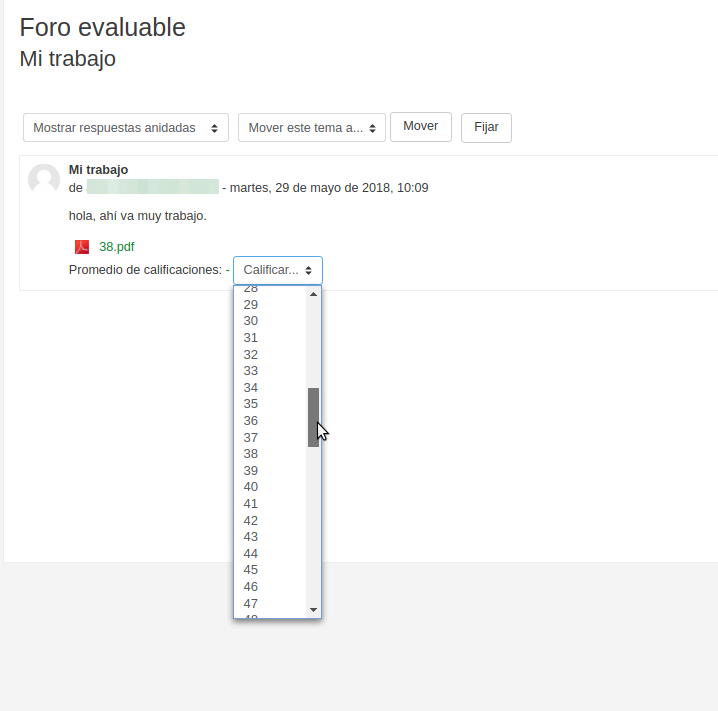 Foro evaluable
Mi trabajo
Mostrar respuestas anidadas Mover este tema a... Mover Fijar
Mi trabajo
de - martes, 29 de mayo de 2018, 10:09
hola, ahí va muy trabajo.
38.pdf
Promedio de calificaciones: - Calificar...
28
29
30
31
32
33
34
35
36
37
38
39
40
41
42
43
44
45
46
47